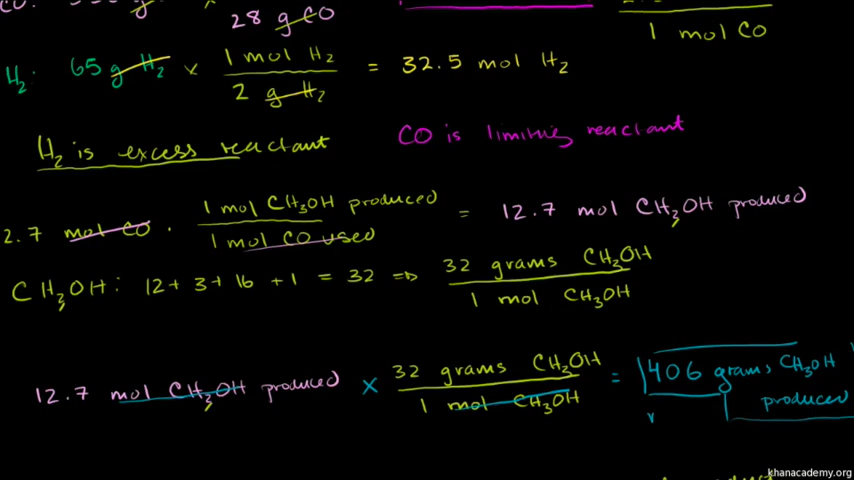 CO:
28 g CO
1 mol CO
H₂: 65 g H₂ × 1 mol H₂ / 2 g H₂ = 32.5 mol H₂
H₂ is excess reactant
CO is limiting reactant
2.7 mol CO · 1 mol CH₃OH produced / 1 mol CO used = 12.7 mol CH₃OH produced
CH₃OH: 12 + 3 + 16 + 1 = 32 ⇒ 32 grams CH₃OH / 1 mol CH₃OH
12.7 mol CH₃OH produced × 32 grams CH₃OH / 1 mol CH₃OH = 406 grams CH₃OH produced
khanacademy.org